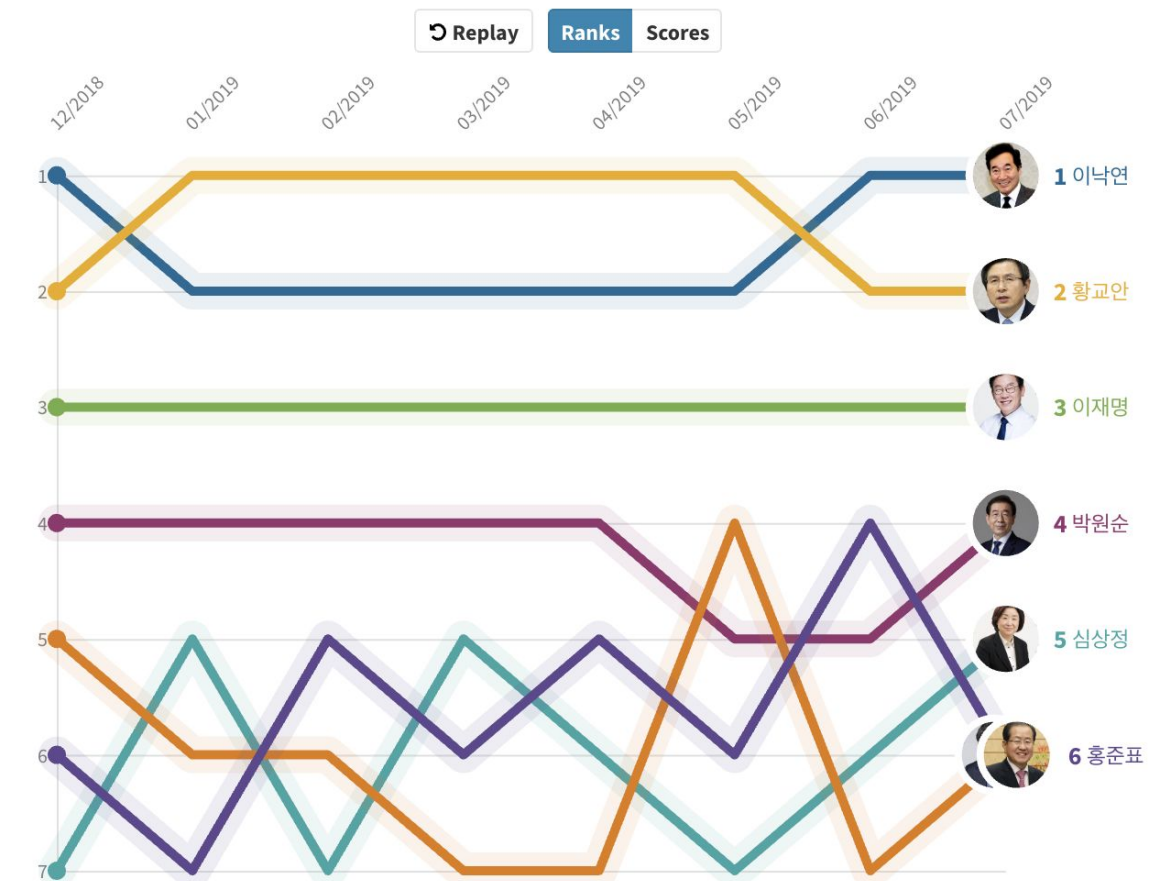 Replay Ranks Scores
12/2018 01/2019 02/2019 03/2019 04/2019 05/2019 06/2019 07/2019
1 1 이낙연
2 2 황교안
3 3 이재명
4 4 박원순
5 5 심상정
6 6 홍준표
7